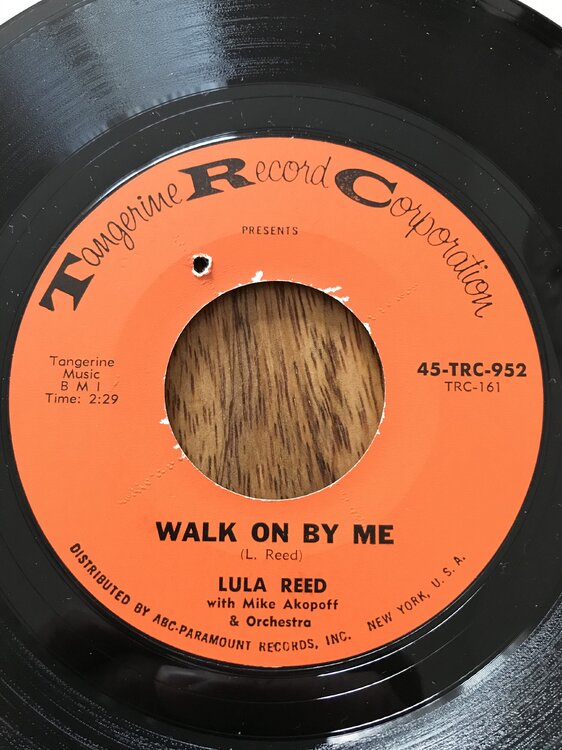 Tangerine Record Corporation
PRESENTS
Tangerine
Music
B M I
Time: 2:29
45-TRC-952
TRC-161
WALK ON BY ME
(L. Reed)
LULA REED
with Mike Akopoff
& Orchestra
DISTRIBUTED BY ABC-PARAMOUNT RECORDS, INC. NEW YORK, U.S.A.